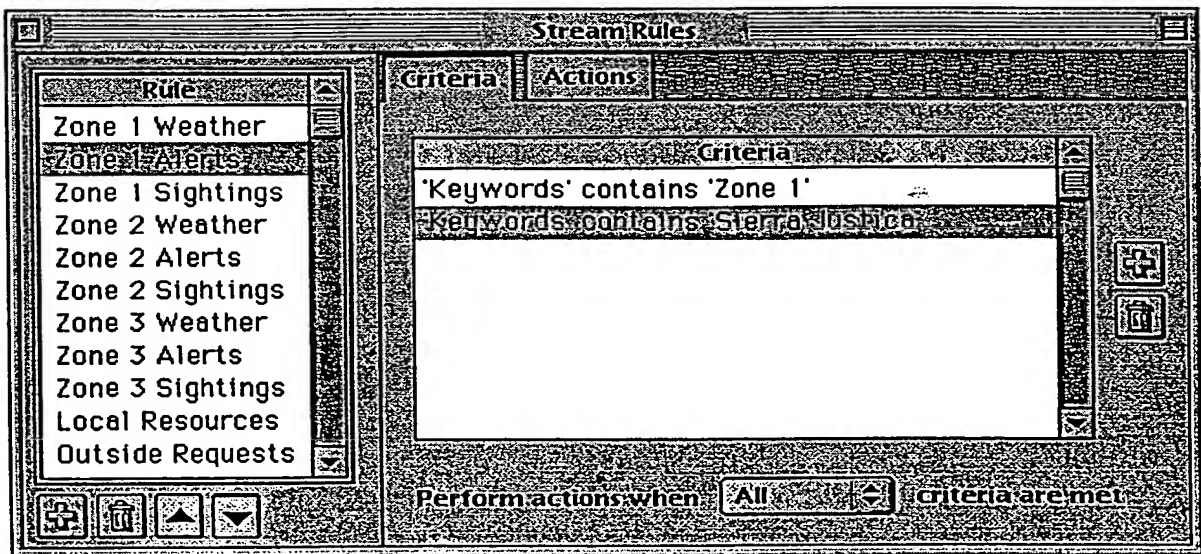 Stream Rules
Rule
Zone 1 Weather
Zone 1 Alerts
Zone 1 Sightings
Zone 2 Weather
Zone 2 Alerts
Zone 2 Sightings
Zone 3 Weather
Zone 3 Alerts
Zone 3 Sightings
Local Resources
Outside Requests
Criteria
Actions
Criteria
'Keywords' contains 'Zone 1'
'Keywords' contains 'Sierra Justica'
Perform actions when All criteria are met